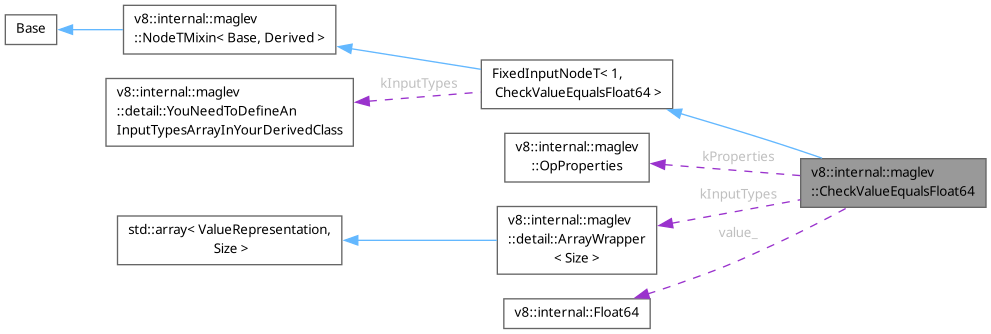 Base
v8::internal::maglev
::NodeTMixin< Base, Derived >
v8::internal::maglev
::detail::YouNeedToDefineAn
InputTypesArrayInYourDerivedClass
kInputTypes
FixedInputNodeT< 1,
CheckValueEqualsFloat64 >
v8::internal::maglev
::OpProperties
kProperties
v8::internal::maglev
::CheckValueEqualsFloat64
kInputTypes
std::array< ValueRepresentation,
Size >
v8::internal::maglev
::detail::ArrayWrapper
< Size >
value_
v8::internal::Float64